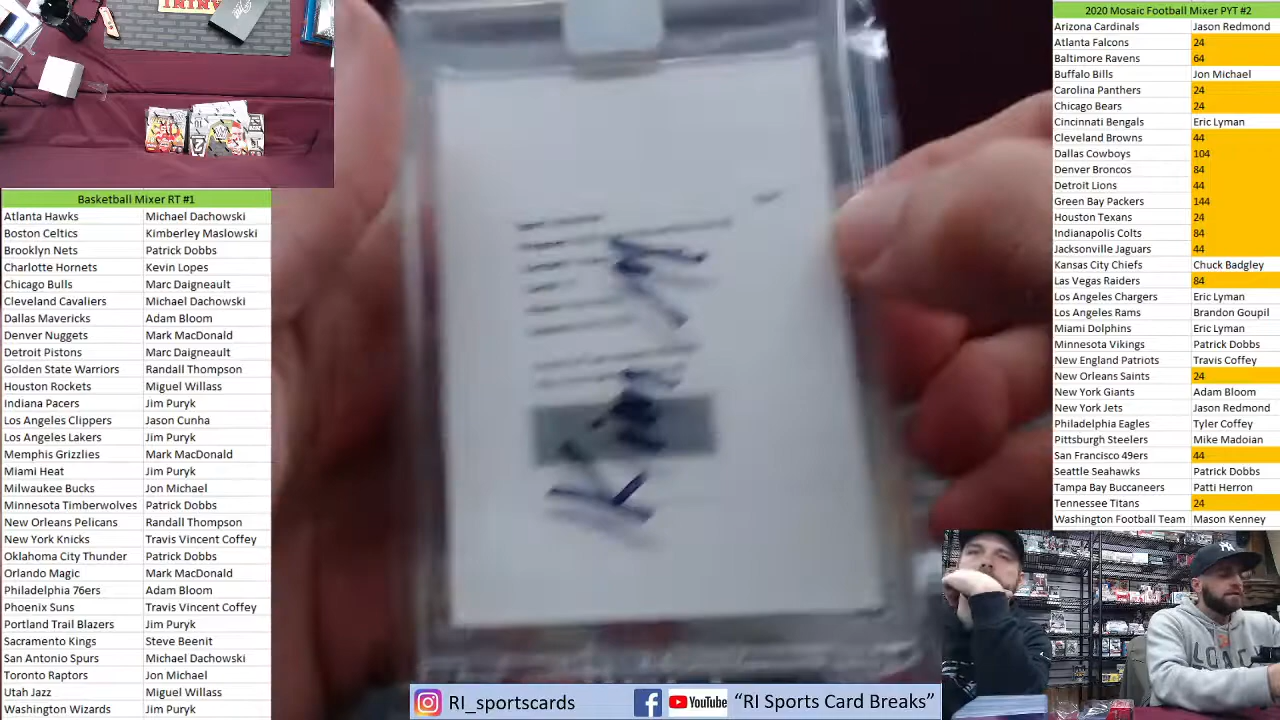 Basketball Mixer RT #1
Atlanta Hawks Michael Dachowski
Boston Celtics Kimberley Maslowski
Brooklyn Nets Patrick Dobbs
Charlotte Hornets Kevin Lopes
Chicago Bulls Marc Daigneault
Cleveland Cavaliers Michael Dachowski
Dallas Mavericks Adam Bloom
Denver Nuggets Mark MacDonald
Detroit Pistons Marc Daigneault
Golden State Warriors Randall Thompson
Houston Rockets Miguel Willass
Indiana Pacers Jim Puryk
Los Angeles Clippers Jason Cunha
Los Angeles Lakers Jim Puryk
Memphis Grizzlies Mark MacDonald
Miami Heat Jim Puryk
Milwaukee Bucks Jon Michael
Minnesota Timberwolves Patrick Dobbs
New Orleans Pelicans Randall Thompson
New York Knicks Travis Vincent Coffey
Oklahoma City Thunder Patrick Dobbs
Orlando Magic Mark MacDonald
Philadelphia 76ers Adam Bloom
Phoenix Suns Travis Vincent Coffey
Portland Trail Blazers Jim Puryk
Sacramento Kings Steve Beenit
San Antonio Spurs Michael Dachowski
Toronto Raptors Jon Michael
Utah Jazz Miguel Willass
Washington Wizards Jim Puryk
2020 Mosaic Football Mixer PYT #2
Arizona Cardinals Jason Redmond
Atlanta Falcons 24
Baltimore Ravens 64
Buffalo Bills Jon Michael
Carolina Panthers 24
Chicago Bears 24
Cincinnati Bengals Eric Lyman
Cleveland Browns 44
Dallas Cowboys 104
Denver Broncos 84
Detroit Lions 44
Green Bay Packers 144
Houston Texans 24
Indianapolis Colts 84
Jacksonville Jaguars 44
Kansas City Chiefs Chuck Badgley
Las Vegas Raiders 84
Los Angeles Chargers Eric Lyman
Los Angeles Rams Brandon Goupil
Miami Dolphins Eric Lyman
Minnesota Vikings Patrick Dobbs
New England Patriots Travis Coffey
New Orleans Saints 24
New York Giants Adam Bloom
New York Jets Jason Redmond
Philadelphia Eagles Tyler Coffey
Pittsburgh Steelers Mike Madoian
San Francisco 49ers 44
Seattle Seahawks Patrick Dobbs
Tampa Bay Buccaneers Patti Herron
Tennessee Titans 24
Washington Football Team Mason Kenney
RI_sportscards
YouTube
"RI Sports Card Breaks"